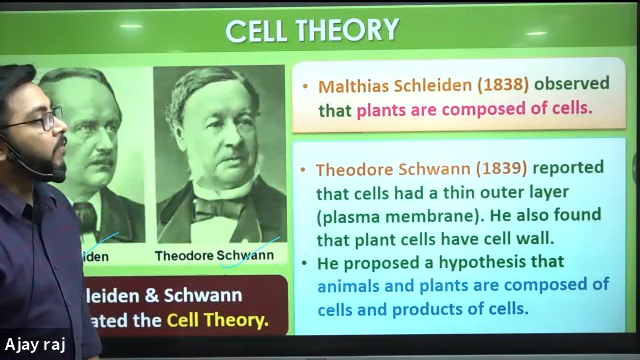 CELL THEORY
• Malthias Schleiden (1838) observed
that plants are composed of cells.
• Theodore Schwann (1839) reported
that cells had a thin outer layer
(plasma membrane). He also found
that plant cells have cell wall.
• He proposed a hypothesis that
animals and plants are composed of
cells and products of cells.
iden
Theodore Schwann
leiden & Schwann
ated the Cell Theory.
Ajay raj